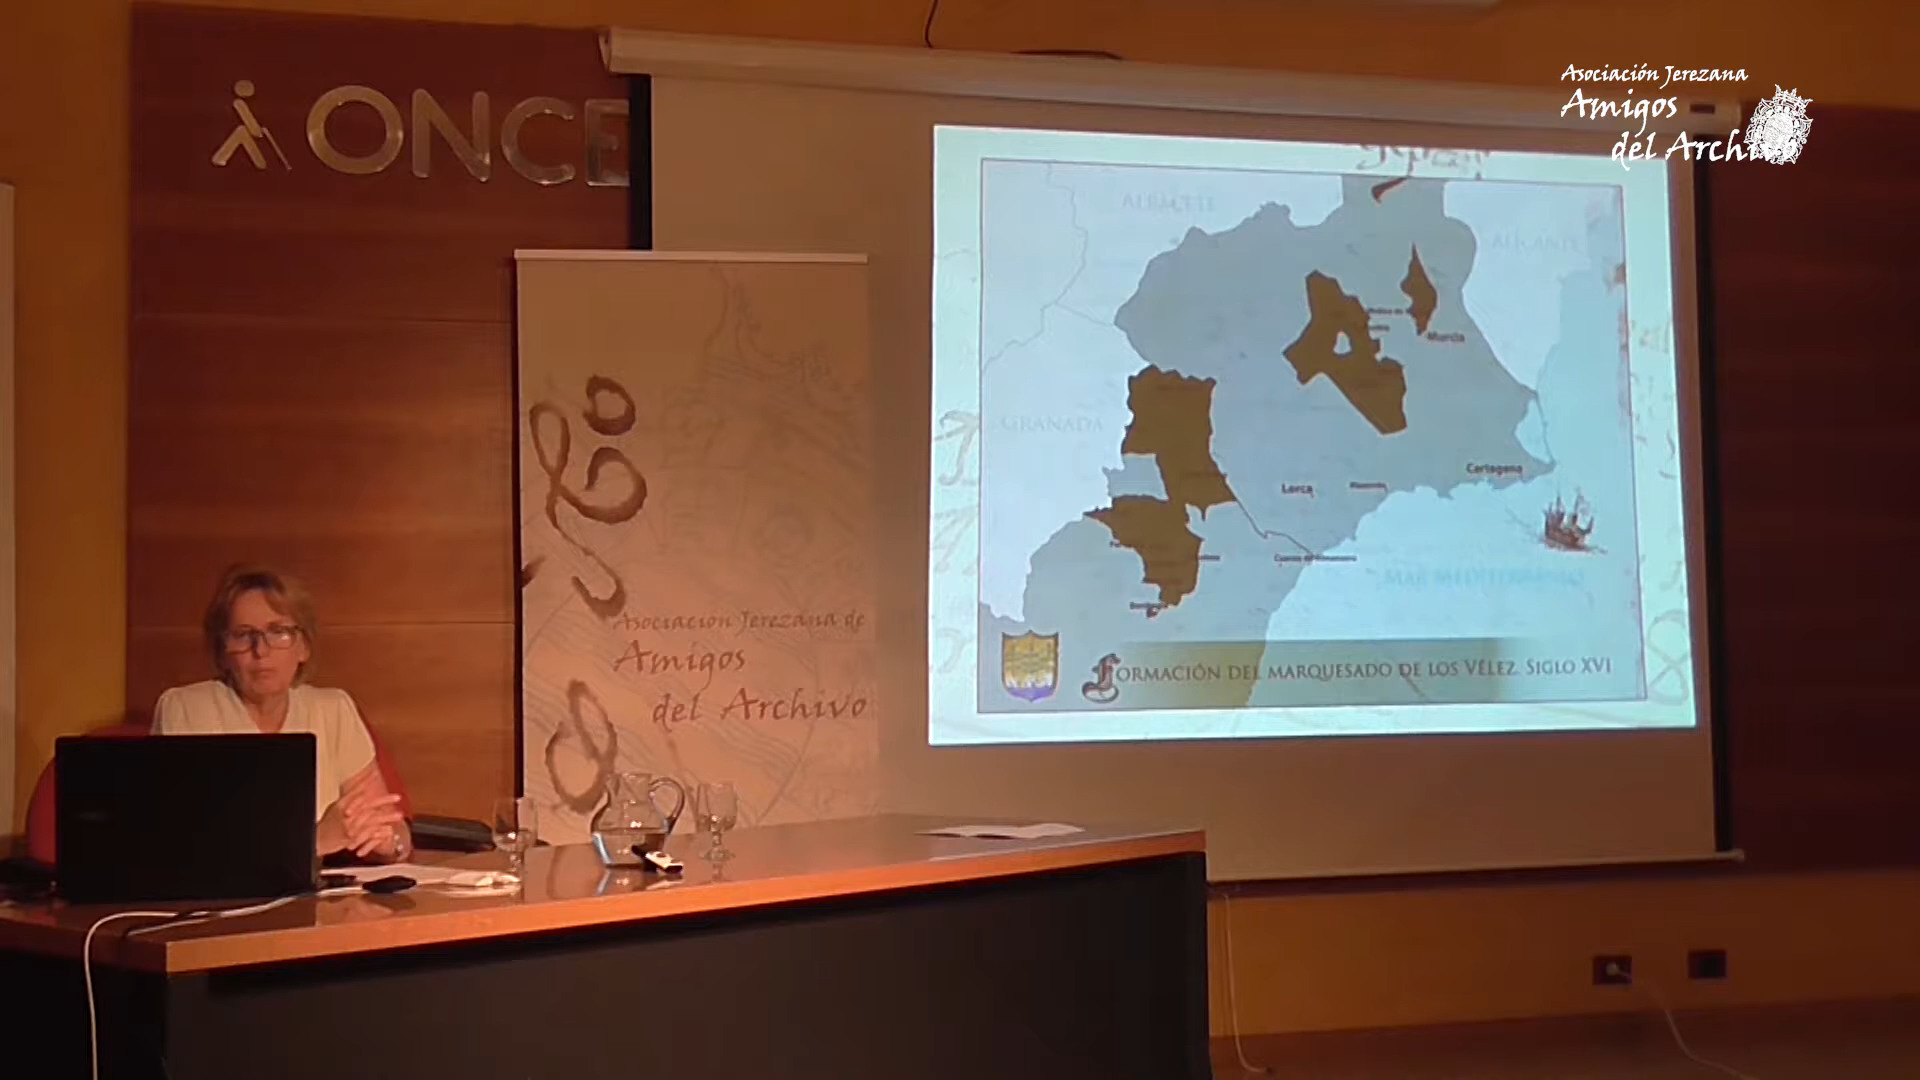 ONCE
Asociación Jerezana
Amigos
del Archivo
Asociación Jerezana de
Amigos
del Archivo
ALBACETE
ALICANTE
Murcia
GRANADA
Cartagena
Lorca
MAR MEDITERRÁNEO
Formación del marquesado de los Vélez. Siglo XVI